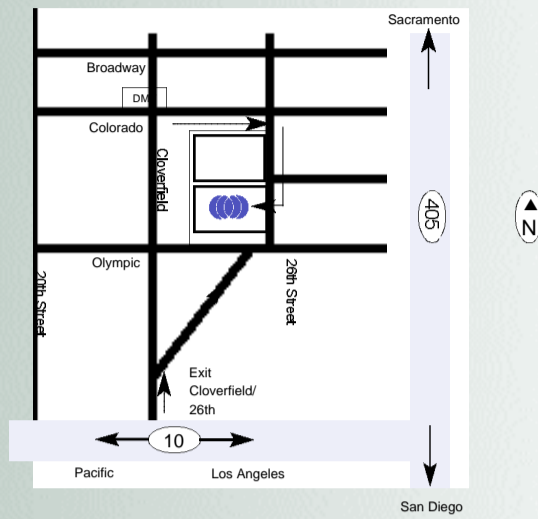 Sacramento
Broadway
DM
Colorado
Cloverfield
405
N
Olympic
20th Street
26th Street
Exit
Cloverfield/
26th
10
Pacific
Los Angeles
San Diego